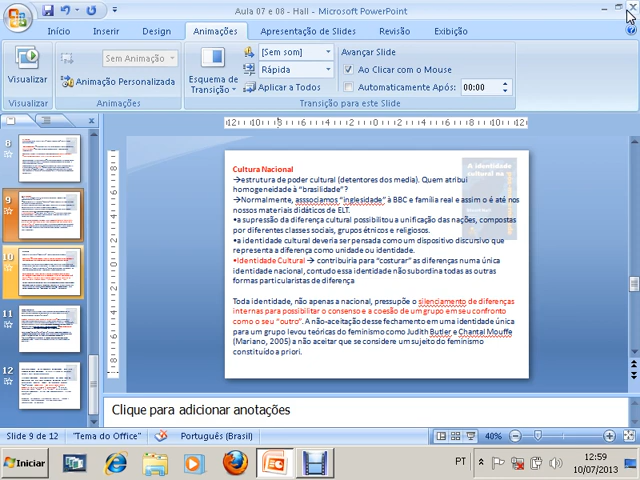 Aula 07 e 08 - Hall - Microsoft PowerPoint
Início Inserir Design Animações Apresentação de Slides Revisão Exibição
Visualizar
Sem Animação
Animação Personalizada
Esquema de Transição
[Sem som]
Rápida
Aplicar a Todos
Avançar Slide
Ao Clicar com o Mouse
Automaticamente Após: 00:00
Visualizar Animações Transição para este Slide
8
9
10
11
12
Cultura Nacional
→estrutura de poder cultural (detentores dos media). Quem atribui
homogeneidade à "brasilidade"?
→Normalmente, asssociamos "inglesidade" à BBC e família real e assim o é até nos
nossos materiais didáticos de ELT.
•a supressão da diferença cultural possibilitou a unificação das nações, compostas
por diferentes classes sociais, grupos étnicos e religiosos.
•a identidade cultural deveria ser pensada como um dispositivo discursivo que
representa a diferença como unidade ou identidade.
•Identidade Cultural → contribuiria para "costurar" as diferenças numa única
identidade nacional, contudo essa identidade não subordina todas as outras
formas particularistas de diferença
Toda identidade, não apenas a nacional, pressupõe o silenciamento de diferenças
internas para possibilitar o consenso e a coesão de um grupo em seu confronto
como o seu "outro". A não-aceitação desse fechamento em uma identidade única
para um grupo levou teóricas do feminismo como Judith Butler e Chantal Mouffe
(Mariano, 2005) a não aceitar que se considere um sujeito do feminismo
constituído a priori.
A identidade
cultural na
Clique para adicionar anotações
Slide 9 de 12 "Tema do Office" Português (Brasil) 40%
Iniciar PT 12:59
10/07/2013